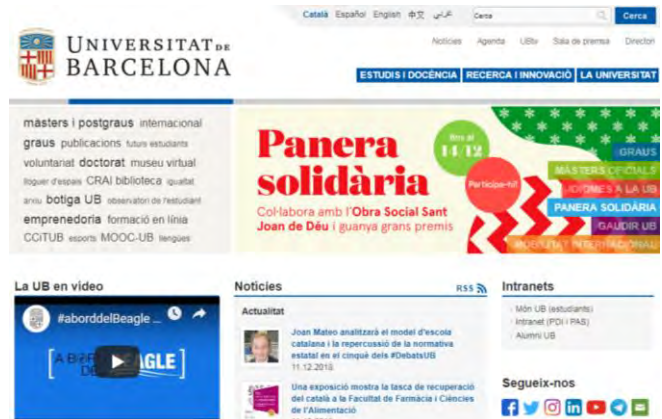 Català Español English 中文 عربي
Cerca
Cerca
UNIVERSITAT DE
BARCELONA
Notícies Agenda UBtv Sala de premsa Directori
ESTUDIS I DOCÈNCIA RECERCA I INNOVACIÓ LA UNIVERSITAT
màsters i postgraus internacional
graus publicacions futurs estudiants
voluntariat doctorat museu virtual
lloguer d'espais CRAI biblioteca igualtat
arxiu botiga UB observatori de l'estudiant
emprenedoria formació en línia
CCiTUB esports MOOC-UB llengües
Panera
solidària
Col·labora amb l'Obra Social Sant
Joan de Déu i guanya grans premis
fins al
14/12
Participa-hi!
GRAUS
MÀSTERS OFICIALS
IDIOMES A LA UB
PANERA SOLIDÀRIA
GAUDIR UB
MOBILITAT INTERNACIONAL
La UB en vídeo
#aborddelBeagle ...
Notícies
RSS
Actualitat
Joan Mateo analitzarà el model d'escola
catalana i la repercussió de la normativa
estatal en el cinquè dels #DebatsUB
11.12.2018
Una exposició mostra la tasca de recuperació
del català a la Facultat de Farmàcia i Ciències
de l'Alimentació
Intranets
Món UB (estudiants)
Intranet (PDI i PAS)
Alumni UB
Segueix-nos